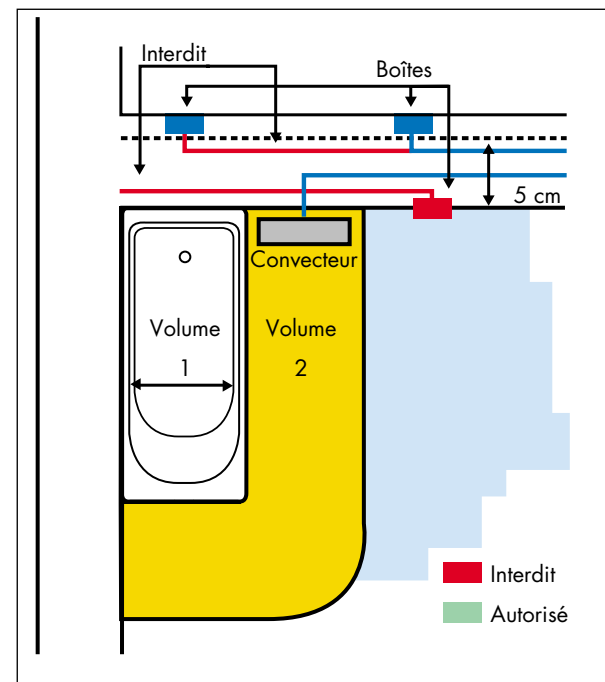 Interdit
Boîtes
5 cm
Convecteur
Volume
1
Volume
2
Interdit
Autorisé